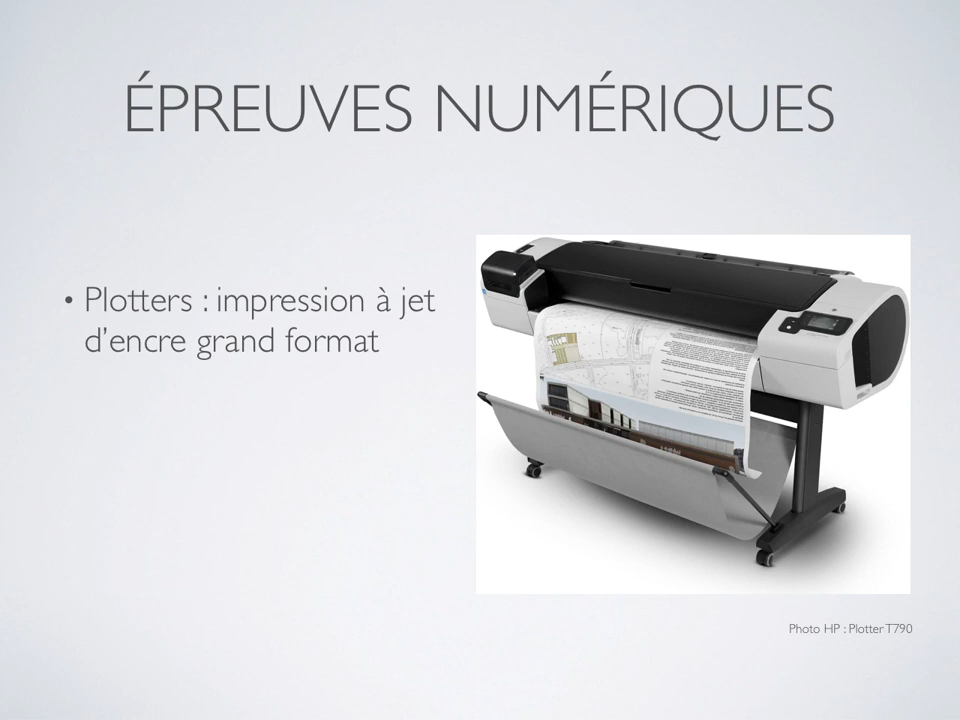 ÉPREUVES NUMÉRIQUES
• Plotters : impression à jet
d’encre grand format
Photo HP : Plotter T790